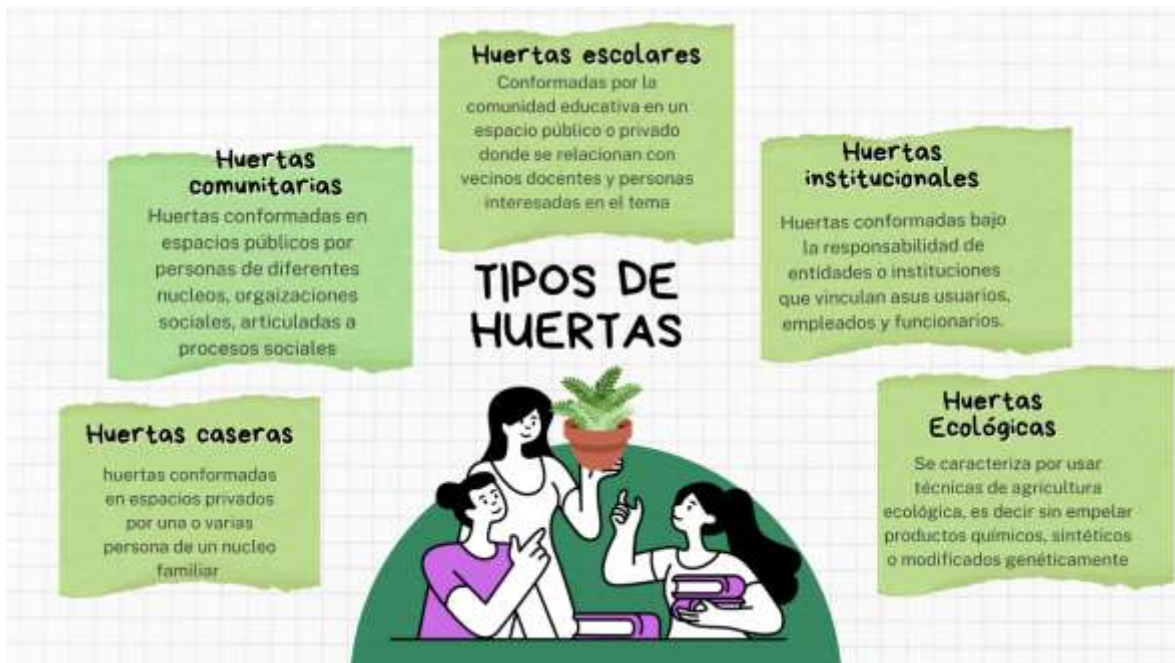 Huertas escolares
Conformadas por la
comunidad educativa en un
espacio público o privado
donde se relacionan con
vecinos docentes y personas
interesadas en el tema
Huertas
comunitarias
Huertas conformadas en
espacios públicos por
personas de diferentes
nucleos, orgaizaciones
sociales, articuladas a
procesos sociales
Huertas
institucionales
Huertas conformadas bajo
la responsabilidad de
entidades o instituciones
que vinculan asus usuarios,
empleados y funcionarios.
TIPOS DE
HUERTAS
Huertas caseras
huertas conformadas
en espacios privados
por una o varias
persona de un nucleo
familiar
Huertas
Ecológicas
Se caracteriza por usar
técnicas de agricultura
ecológica, es decir sin empelar
productos químicos, sintéticos
o modificados genéticamente